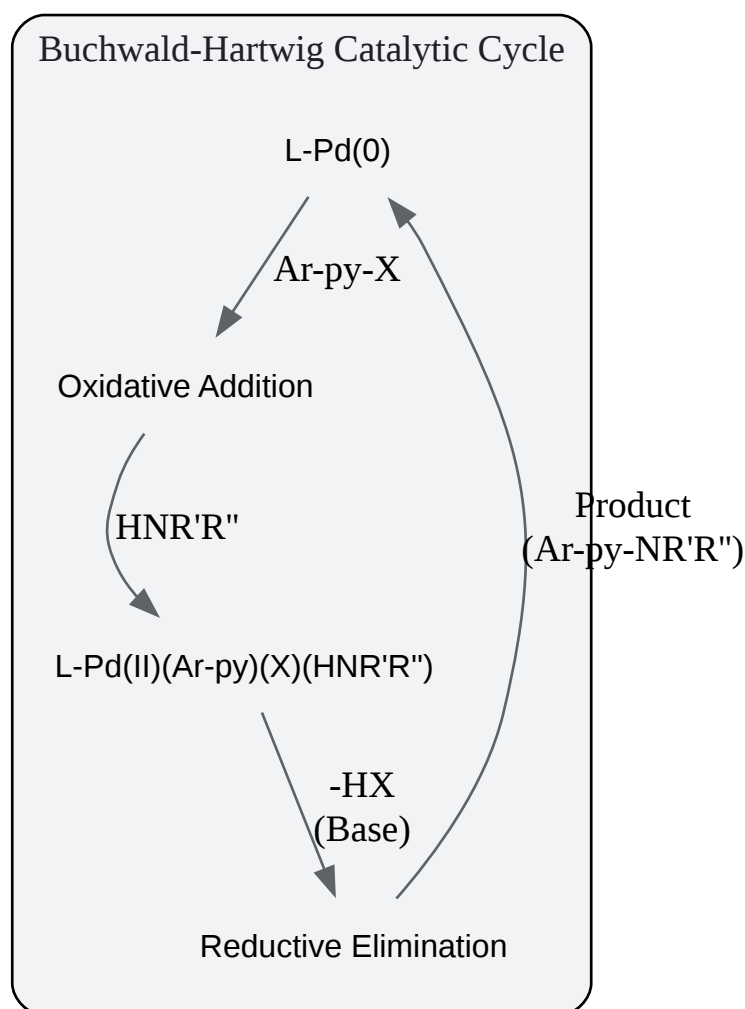 Buchwald-Hartwig Catalytic Cycle
L-Pd(0)
Ar-py-X
Oxidative Addition
HNR'R"
Product
(Ar-py-NR'R")
L-Pd(II)(Ar-py)(X)(HNR'R")
-HX
(Base)
Reductive Elimination